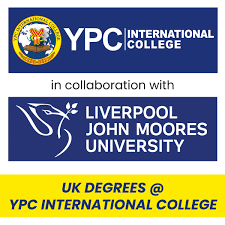 YPC INTERNATIONAL
COLLEGE
in collaboration with
LIVERPOOL
JOHN MOORES
UNIVERSITY
UK DEGREES @
YPC INTERNATIONAL COLLEGE